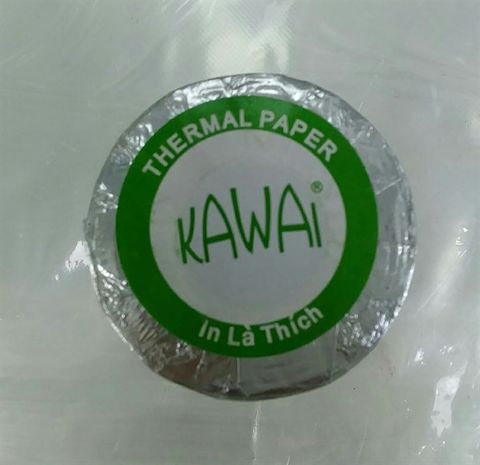 THERMAL PAPER
KAWAI®
In Là Thích